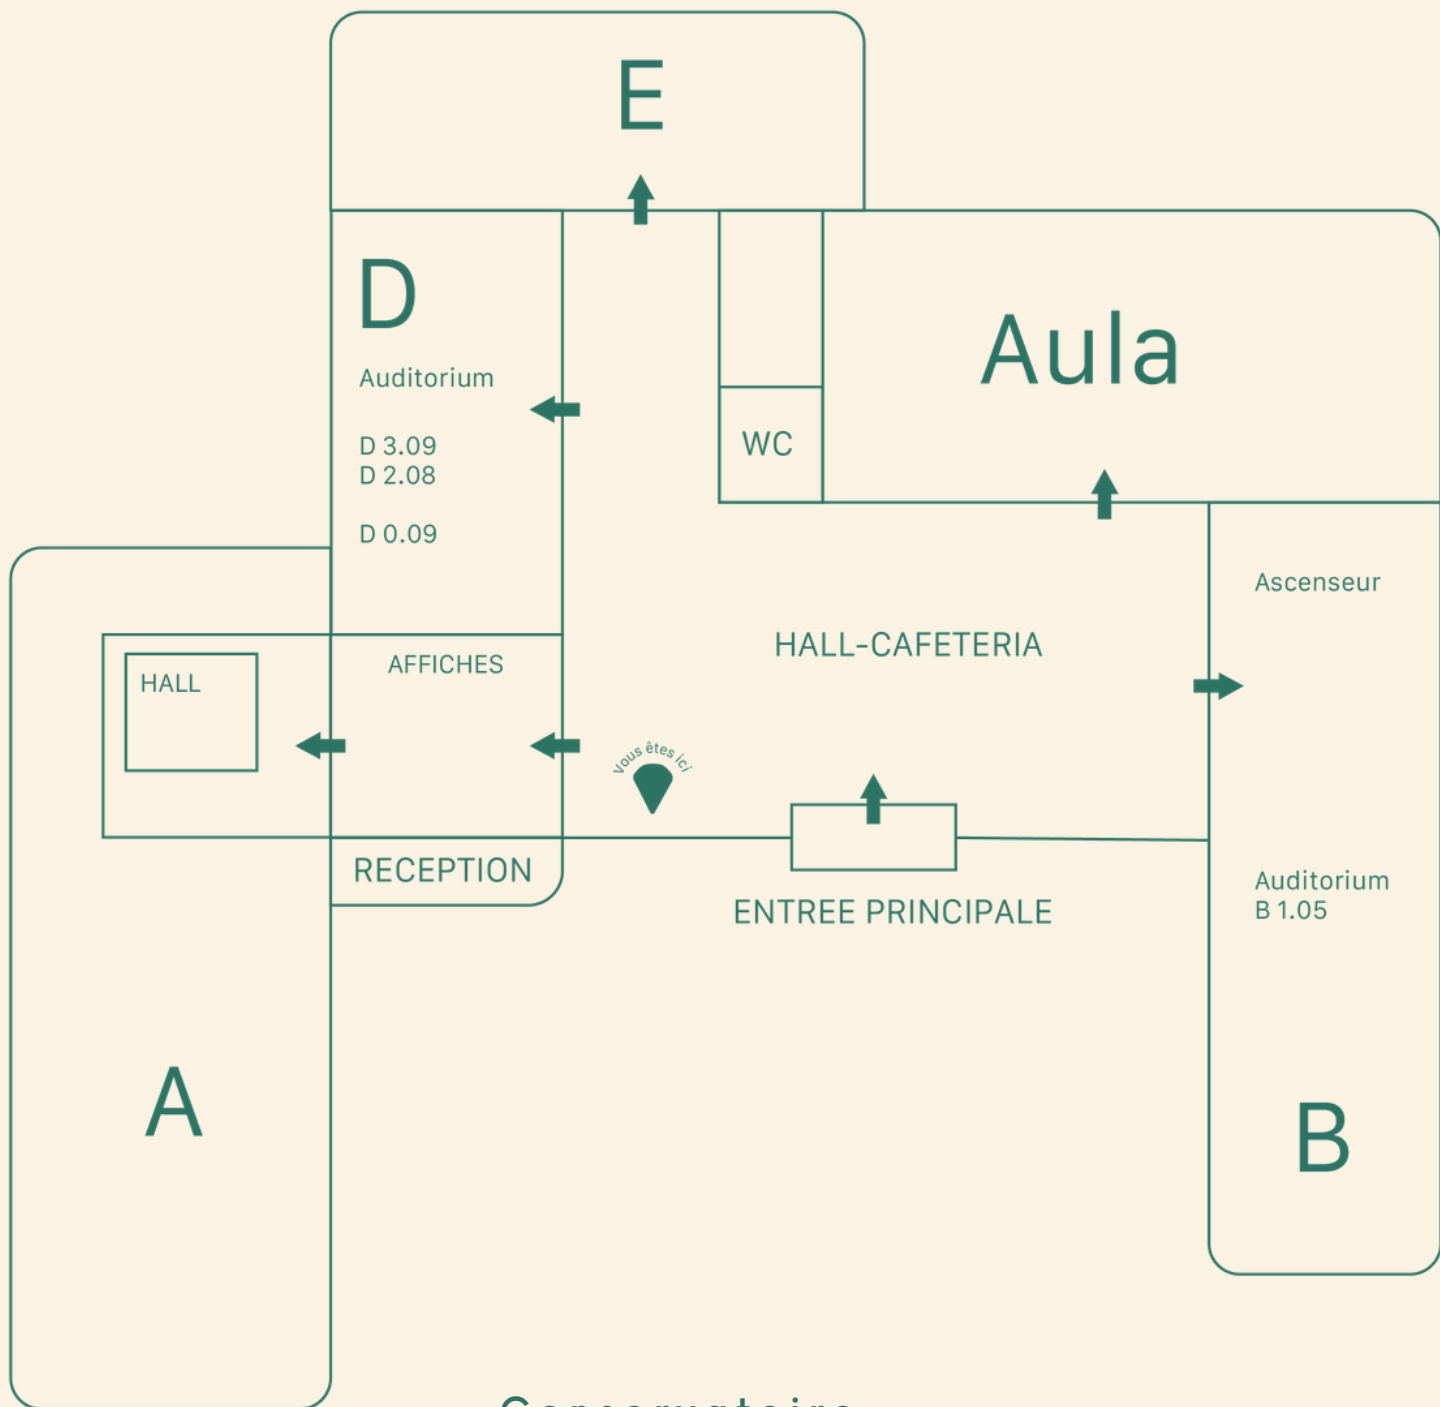 E
D
Auditorium
D 3.09
D 2.08
D 0.09
Aula
WC
Ascenseur
HALL-CAFETERIA
AFFICHES
HALL
Vous êtes ici
RECEPTION
ENTREE PRINCIPALE
Auditorium
B 1.05
A
B
Conservatoire